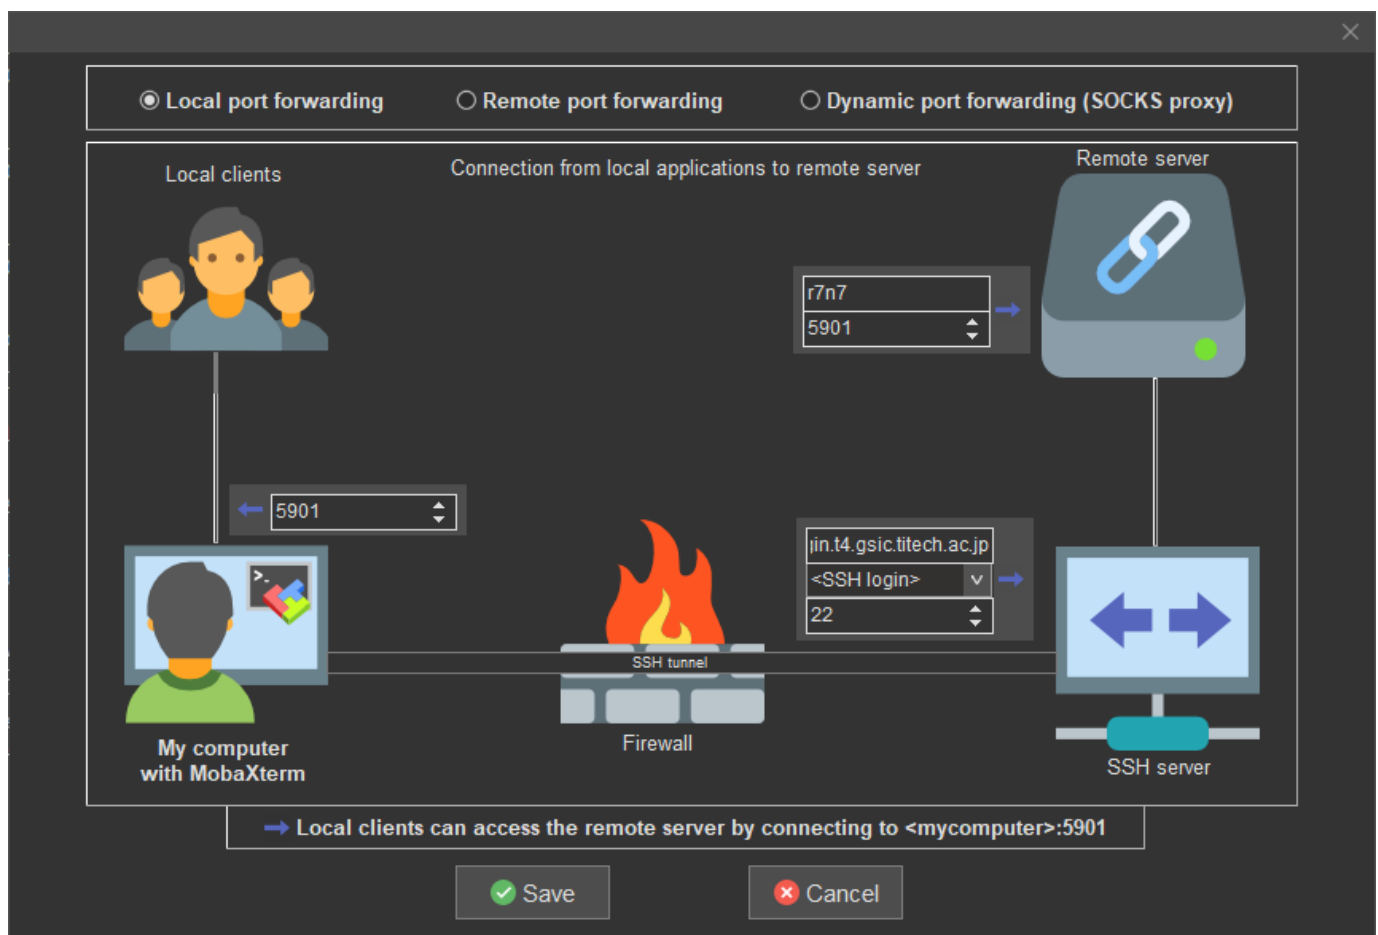 Local port forwarding
Remote port forwarding
Dynamic port forwarding (SOCKS proxy)
Local clients
Connection from local applications to remote server
Remote server
r7n7
5901
5901
jin.t4.gsic.titech.ac.jp
<SSH login>
22
SSH tunnel
Firewall
My computer
with MobaXterm
SSH server
Local clients can access the remote server by connecting to <mycomputer>:5901
Save
Cancel